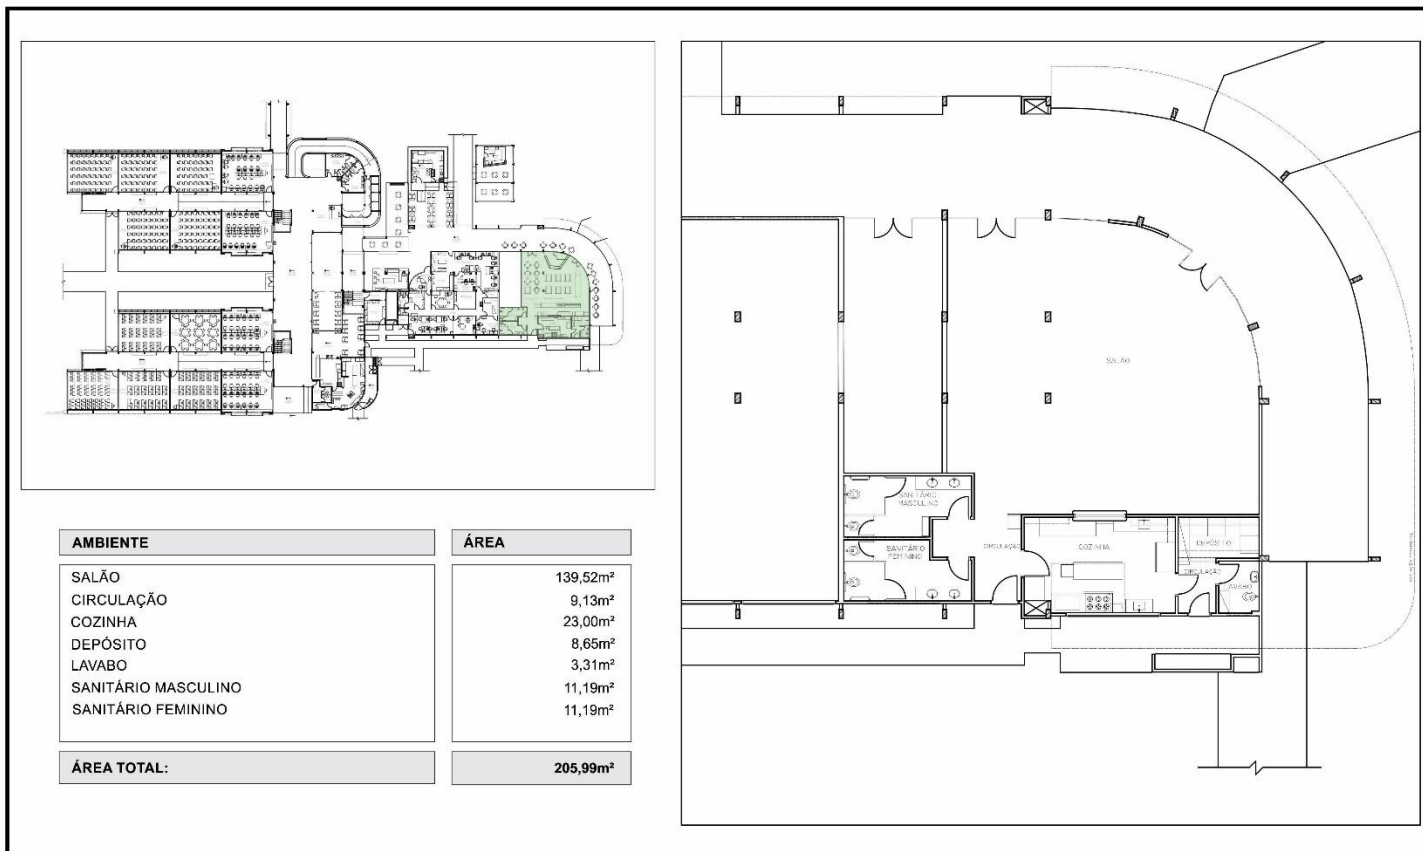 AMBIENTE ÁREA
SALÃO 139,52m²
CIRCULAÇÃO 9,13m²
COZINHA 23,00m²
DEPÓSITO 8,65m²
LAVABO 3,31m²
SANITÁRIO MASCULINO 11,19m²
SANITÁRIO FEMININO 11,19m²
ÁREA TOTAL: 205,99m²
SALÃO
SANITÁRIO
MASCULINO
SANITÁRIO
FEMININO
CIRCULAÇÃO
COZINHA
DEPÓSITO
CIRCULAÇÃO
LAVABO